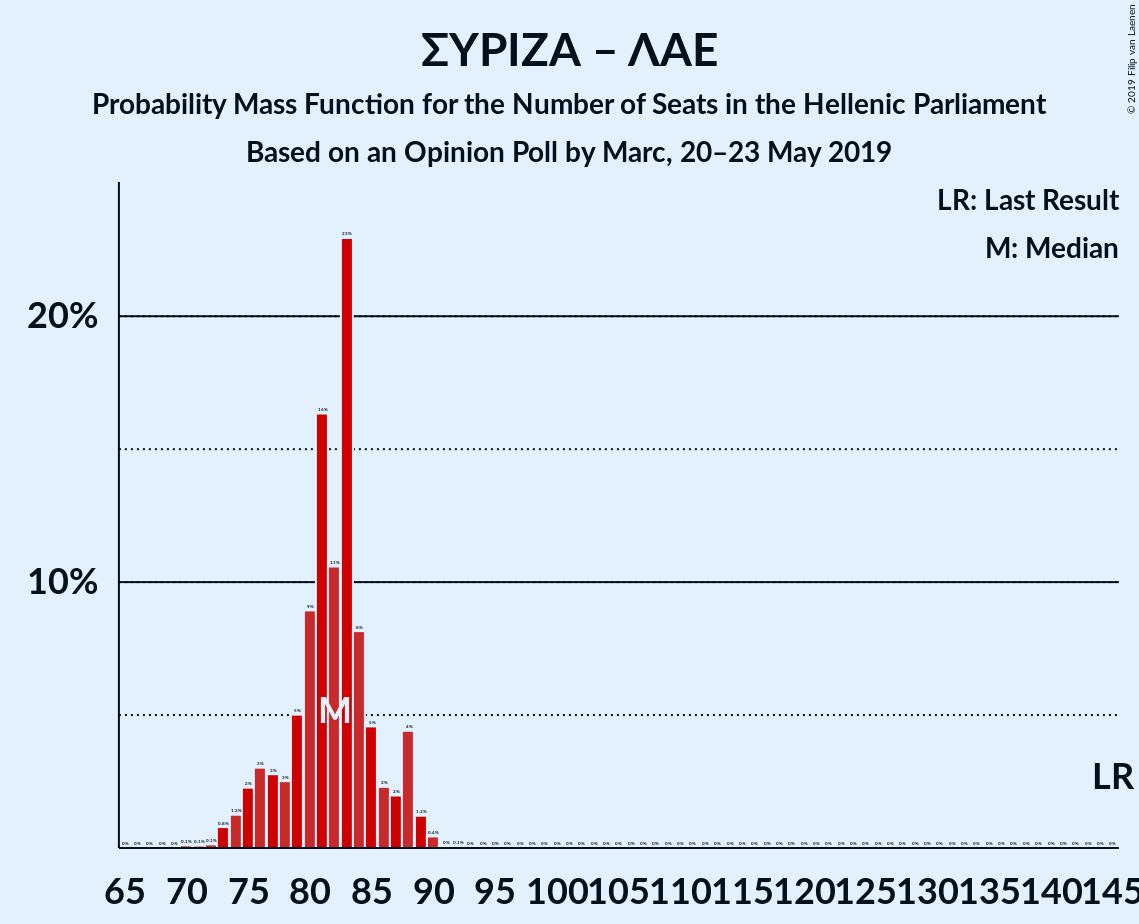 ΣΥΡΙΖΑ – ΛΑΕ
Probability Mass Function for the Number of Seats in the Hellenic Parliament
Based on an Opinion Poll by Marc, 20–23 May 2019
© 2019 Filip van Laenen
LR: Last Result
M: Median
20%
10%
M
LR
65 70 75 80 85 90 95 100 105 110 115 120 125 130 135 140 145